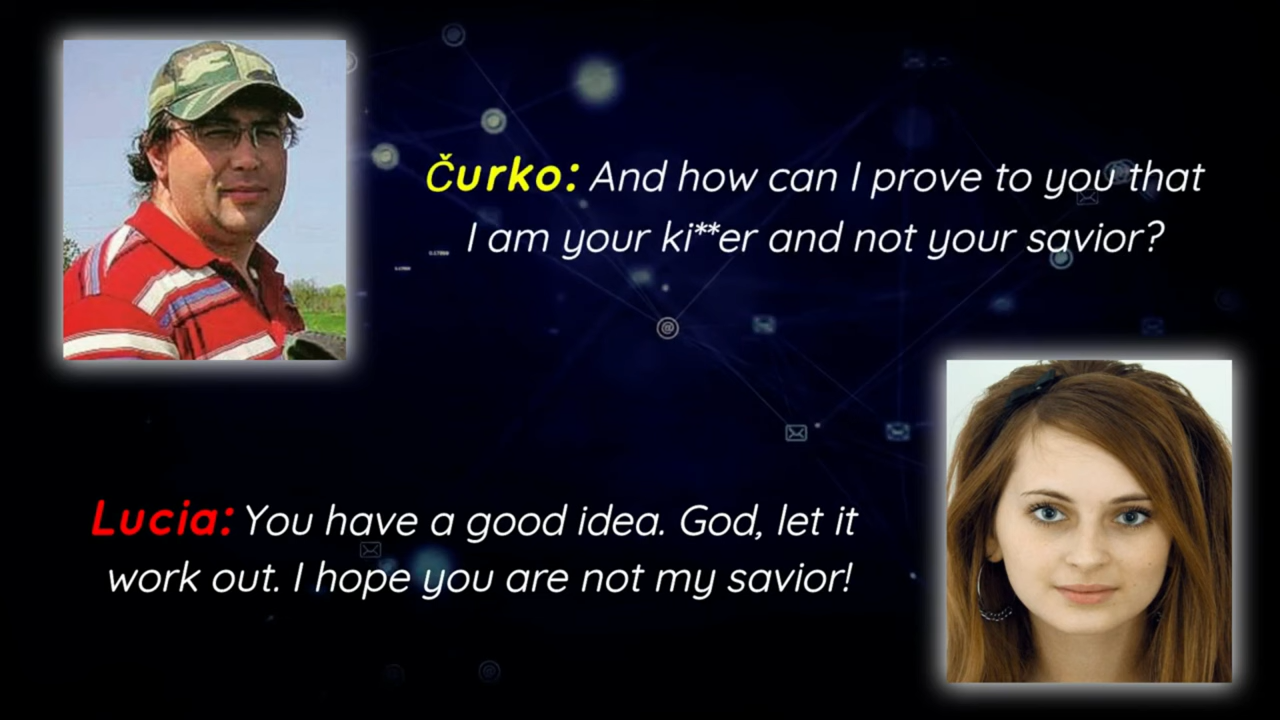 Čurko: And how can I prove to you that
I am your ki**er and not your savior?
Lucia: You have a good idea. God, let it
work out. I hope you are not my savior!